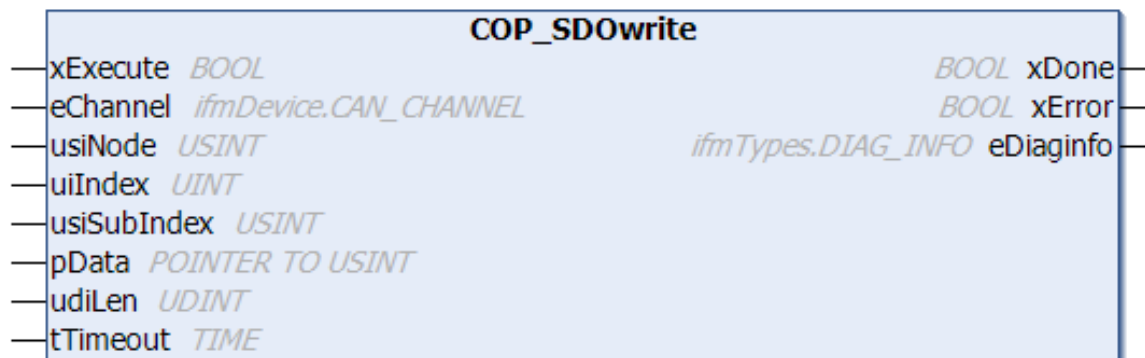 COP_SDOwrite
xExecute BOOL BOOL xDone
eChannel ifmDevice.CAN_CHANNEL BOOL xError
usiNode USINT ifmTypes.DIAG_INFO eDiaginfo
uiIndex UINT
usiSubIndex USINT
pData POINTER TO USINT
udiLen UDINT
tTimeout TIME